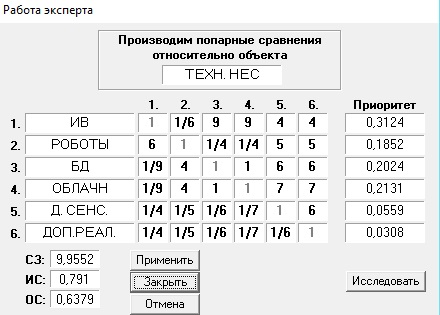 Работа эксперта
Производим попарные сравнения
относительно объекта
ТЕХН. НЕС
1. 2. 3. 4. 5. 6. Приоритет
1. ИВ 1 1/6 9 9 4 4 0,3124
2. РОБОТЫ 6 1 1/4 1/4 5 5 0,1852
3. БД 1/9 4 1 1 6 6 0,2024
4. ОБЛАЧН 1/9 4 1 1 7 7 0,2131
5. Д. СЕНС. 1/4 1/5 1/6 1/7 1 6 0,0559
6. ДОП.РЕАЛ. 1/4 1/5 1/6 1/7 1/6 1 0,0308
СЗ: 9,9552 Применить
ИС: 0,791 Закрыть Исследовать
ОС: 0,6379 Отмена